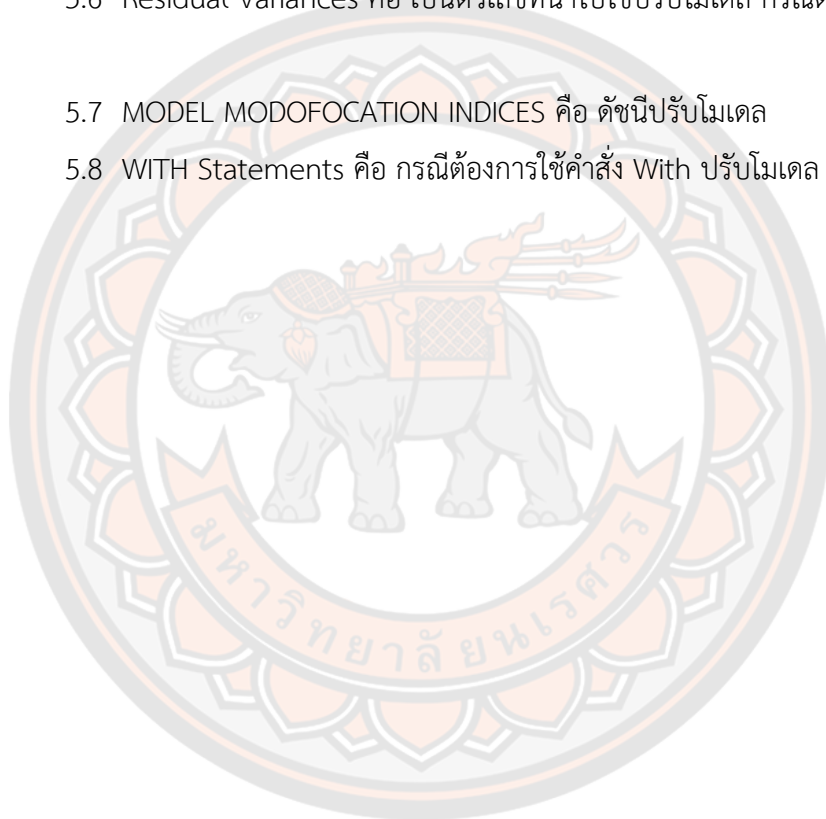 5.6 Residual Variances คือ เป็นตัวเลขที่นำไปใช้ปรับโมเดล
5.7 MODEL MODOFOCATION INDICES คือ ดัชนีปรับโมเดล
5.8 WITH Statements คือ กรณีต้องการใช้คำสั่ง With ปรับโมเดล
มหาวิทยาลัยนเรศวร